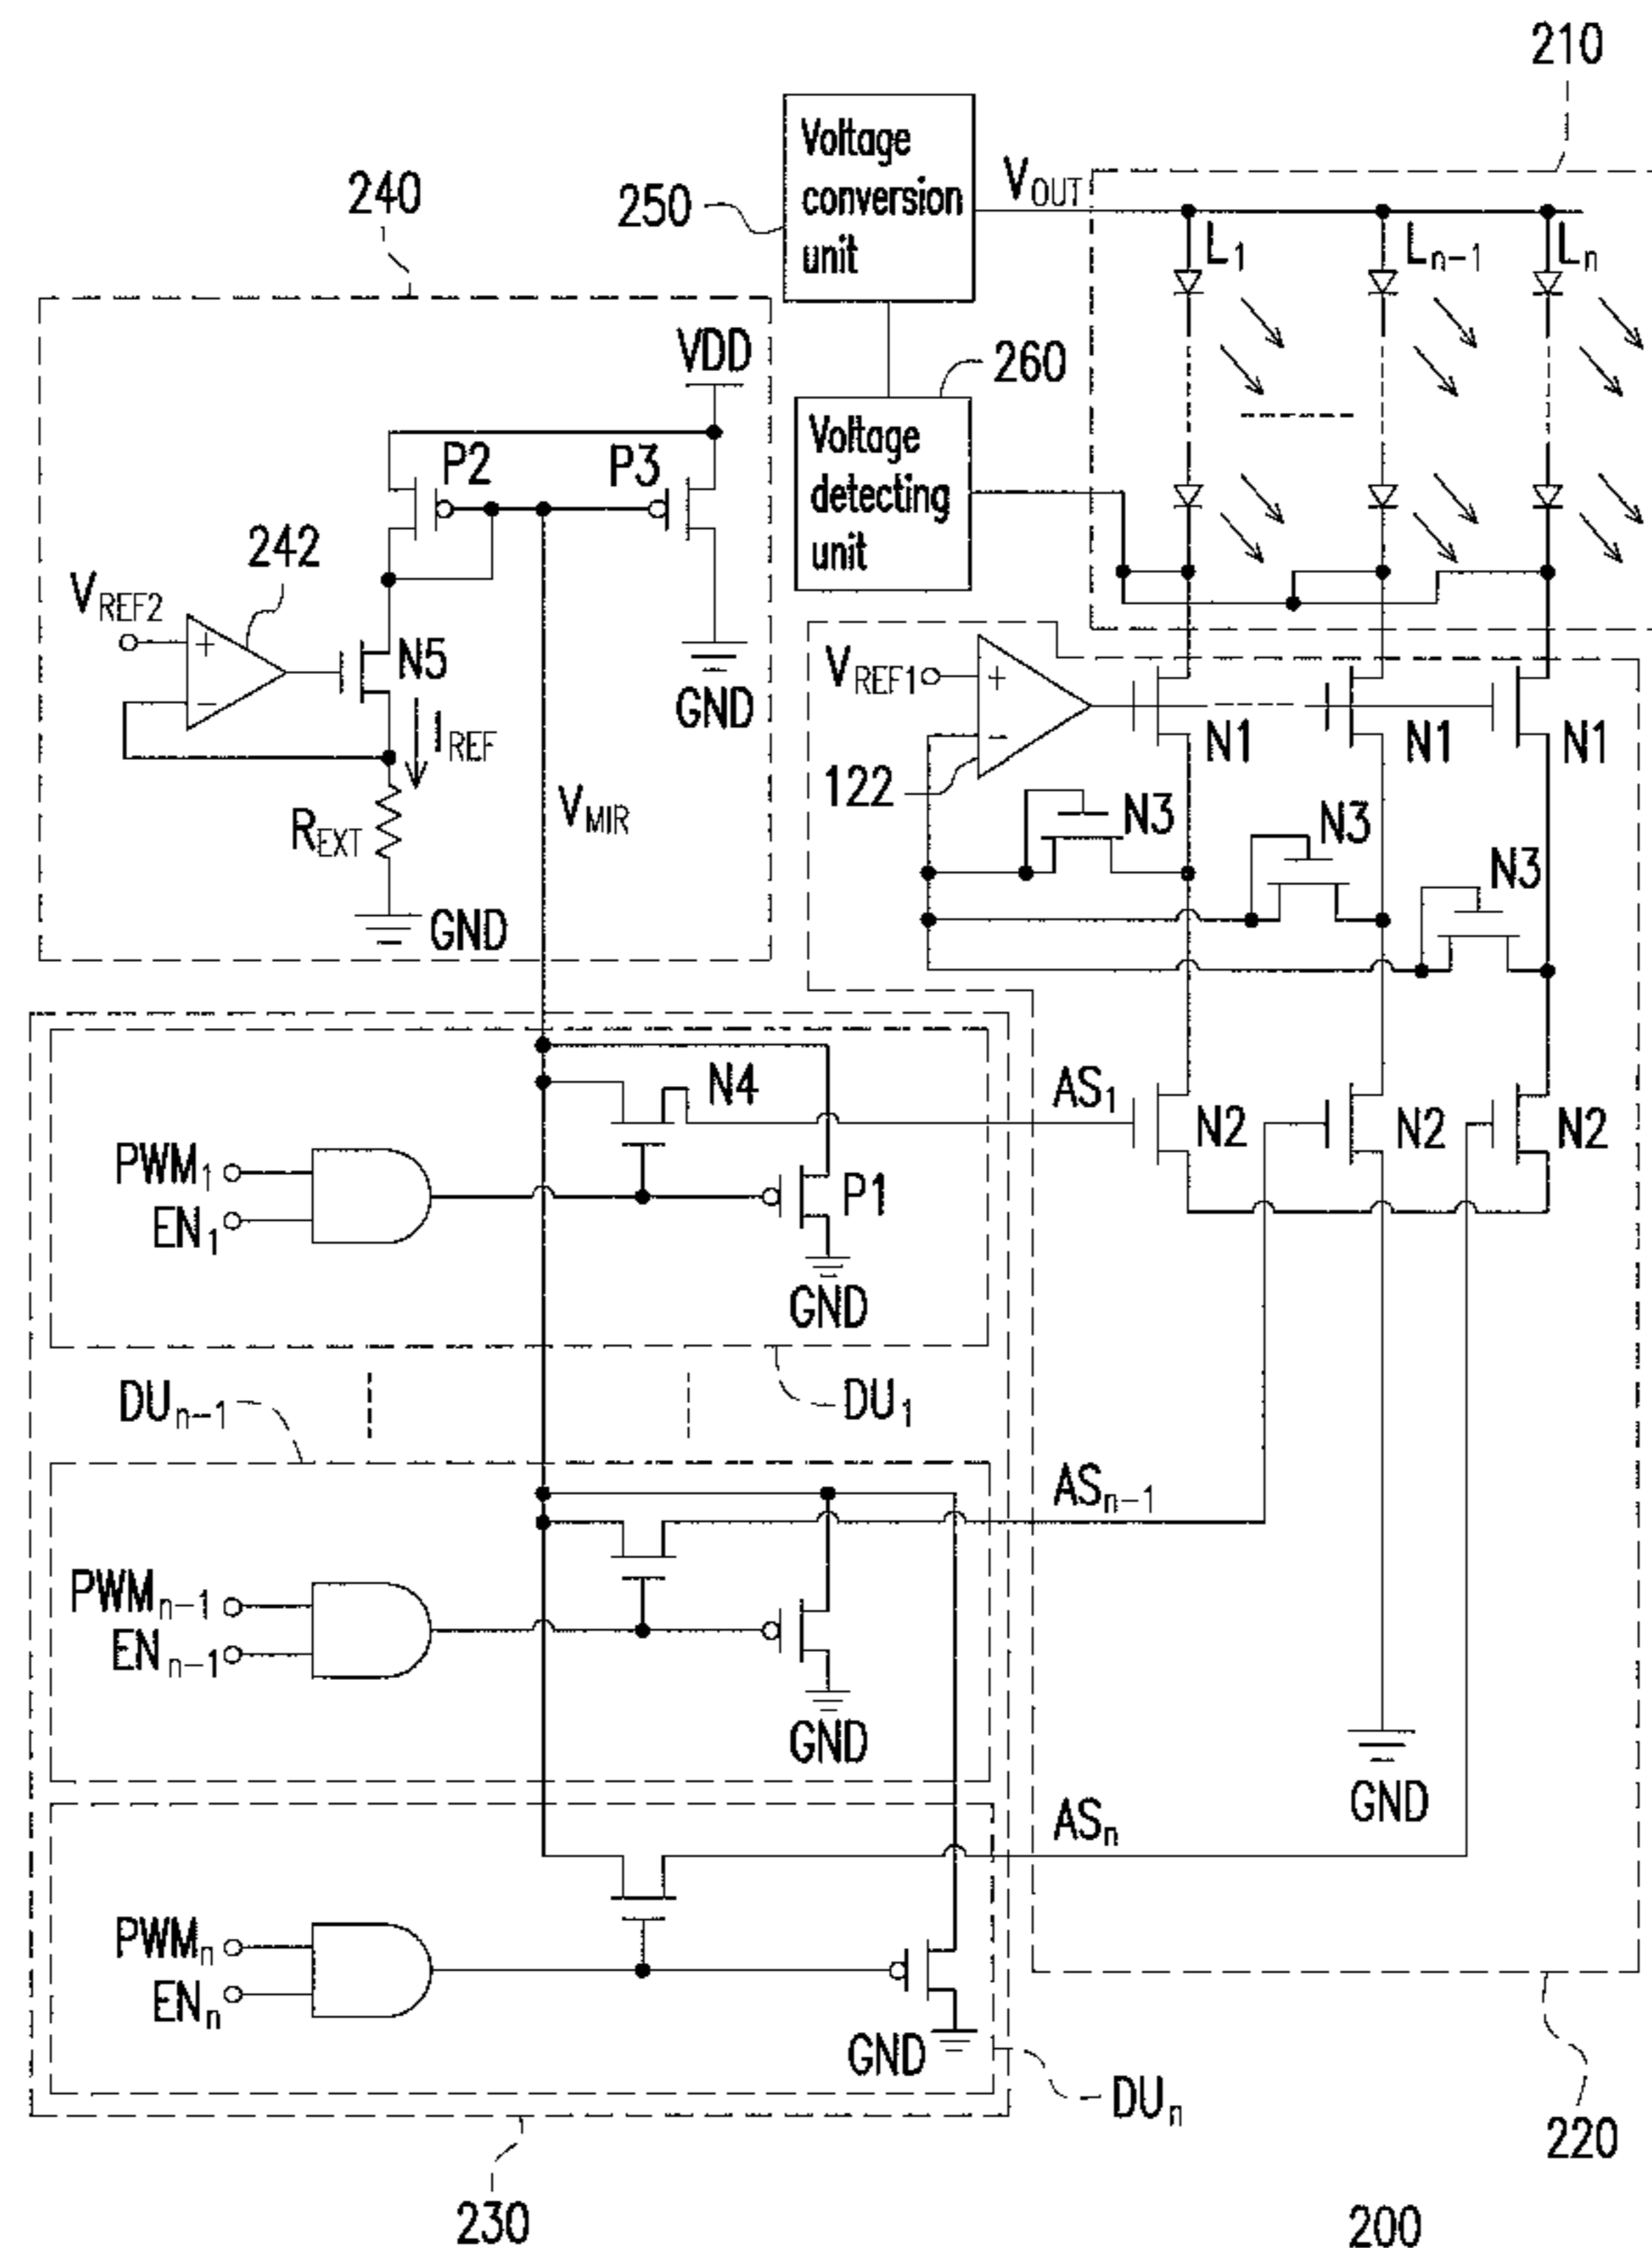 210
Voltage
conversion
unit
250
V_OUT
240
L_1
L_n-1
L_n
VDD
260
Voltage
detecting
unit
P2
P3
242
V_REF2
+
−
N5
GND
I_REF
R_EXT
V_MIR
GND
V_REF1
+
−
N1
N1
N1
122
N3
N3
N3
N4
AS_1
N2
N2
N2
PWM_1
EN_1
P1
GND
DU_n-1
DU_1
AS_n-1
PWM_n-1
EN_n-1
GND
GND
AS_n
PWM_n
EN_n
GND
DU_n
220
230
200